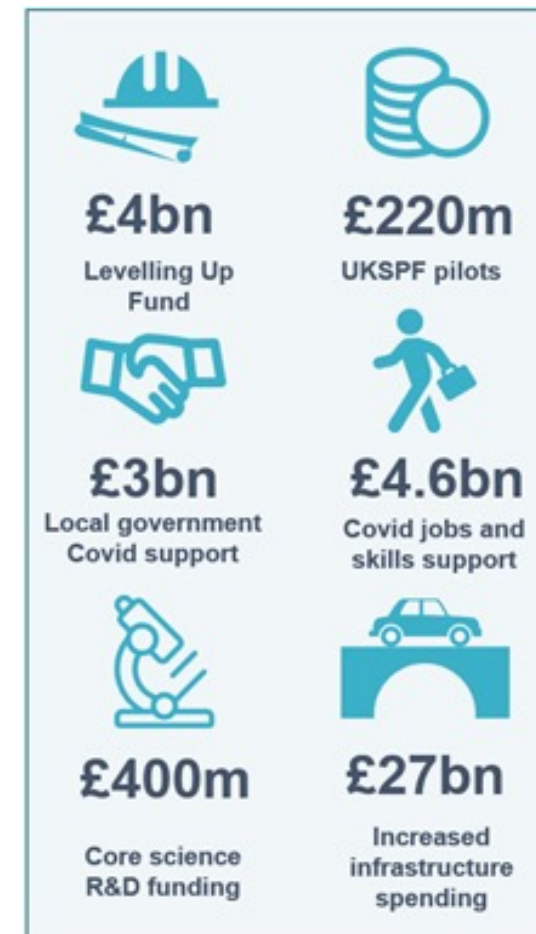 £4bn
Levelling Up
Fund
£220m
UKSPF pilots
£3bn
Local government
Covid support
£4.6bn
Covid jobs and
skills support
£400m
Core science
R&D funding
£27bn
Increased
infrastructure
spending